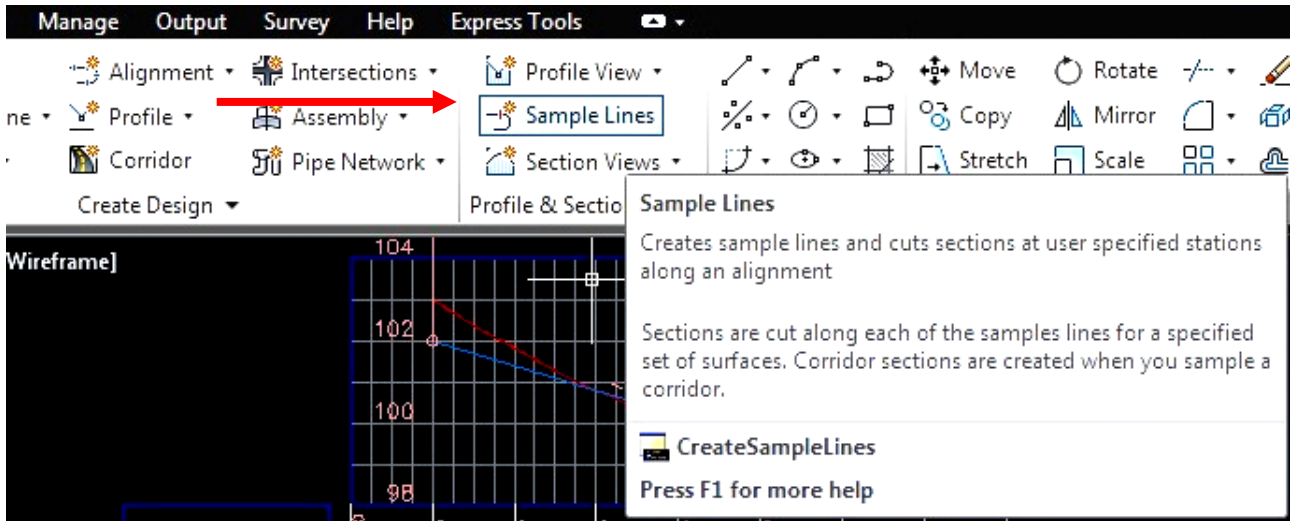 Manage Output Survey Help Express Tools
Alignment Intersections Profile View Move Rotate
ne Profile Assembly Sample Lines Copy Mirror
Corridor Pipe Network Section Views Stretch Scale
Create Design Profile & Sectio
Sample Lines
Creates sample lines and cuts sections at user specified stations
along an alignment
Sections are cut along each of the samples lines for a specified
set of surfaces. Corridor sections are created when you sample a
corridor.
CreateSampleLines
Press F1 for more help
Wireframe]
104
102
100
98